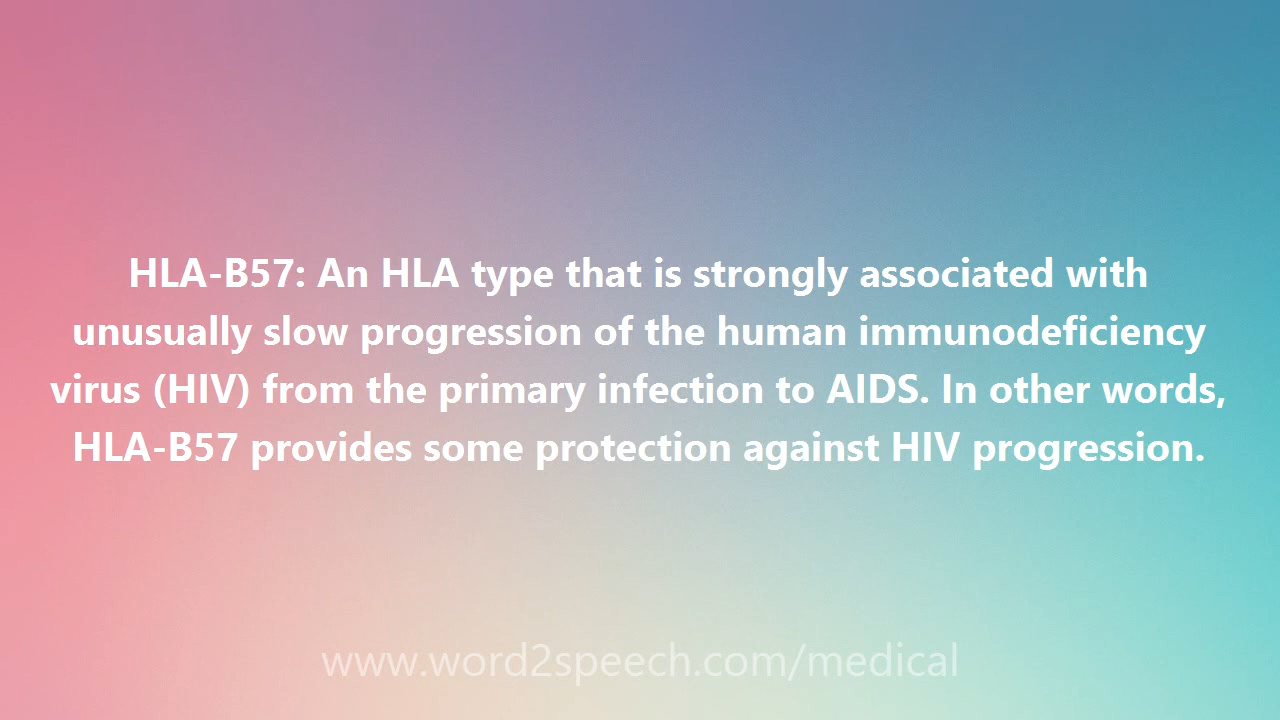 HLA-B57: An HLA type that is strongly associated with
unusually slow progression of the human immunodeficiency
virus (HIV) from the primary infection to AIDS. In other words,
HLA-B57 provides some protection against HIV progression.
www.word2speech.com/medical